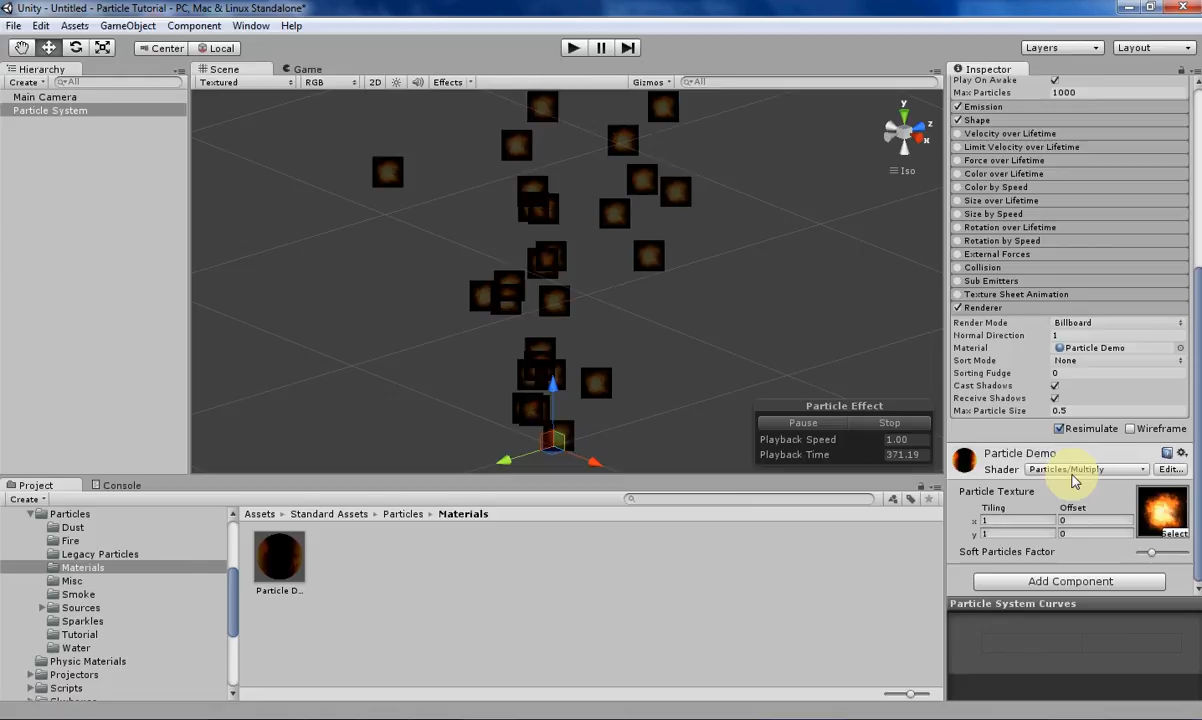 Unity - Untitled - Particle Tutorial - PC, Mac & Linux Standalone*
File Edit Assets GameObject Component Window Help
Center Local Layers Layout
Hierarchy
Create All
Main Camera
Particle System
Scene Game
Textured RGB 2D Effects Gizmos All
y
z
x
Iso
Particle Effect
Pause Stop
Playback Speed 1.00
Playback Time 371.19
Inspector
Play On Awake
Max Particles 1000
Emission
Shape
Velocity over Lifetime
Limit Velocity over Lifetime
Force over Lifetime
Color over Lifetime
Color by Speed
Size over Lifetime
Size by Speed
Rotation over Lifetime
Rotation by Speed
External Forces
Collision
Sub Emitters
Texture Sheet Animation
Renderer
Render Mode Billboard
Normal Direction 1
Material Particle Demo
Sort Mode None
Sorting Fudge 0
Cast Shadows
Receive Shadows
Max Particle Size 0.5
Resimulate Wireframe
Particle Demo
Shader Particles/Multiply Edit...
Particle Texture
Tiling Offset
x 1 0
y 1 0
Select
Soft Particles Factor
Add Component
Particle System Curves
Project Console
Create
Particles
Dust
Fire
Legacy Particles
Materials
Misc
Smoke
Sources
Sparkles
Tutorial
Water
Physic Materials
Projectors
Scripts
Assets Standard Assets Particles Materials
Particle D...